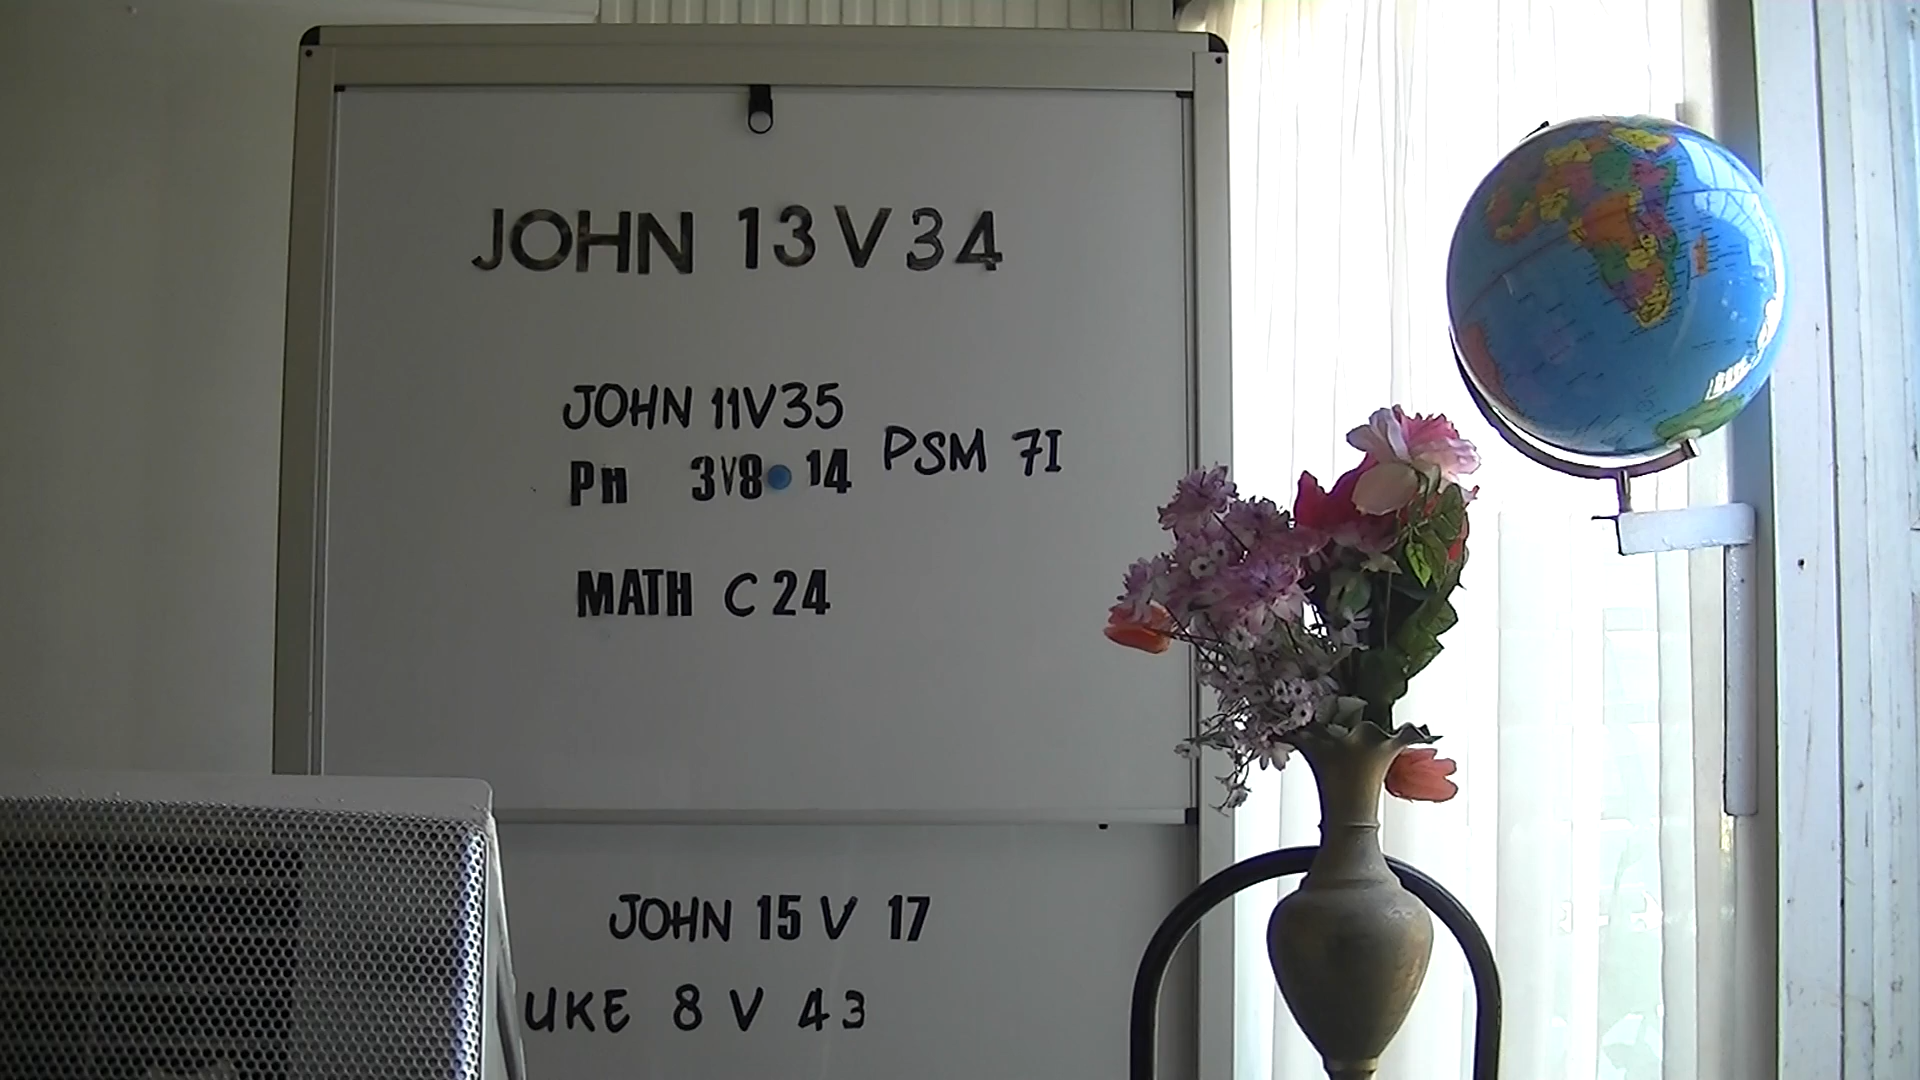 JOHN 13 V 34
JOHN 11V35
PH 3V8 14
PSM 71
MATH C 24
JOHN 15 V 17
UKE 8 V 43